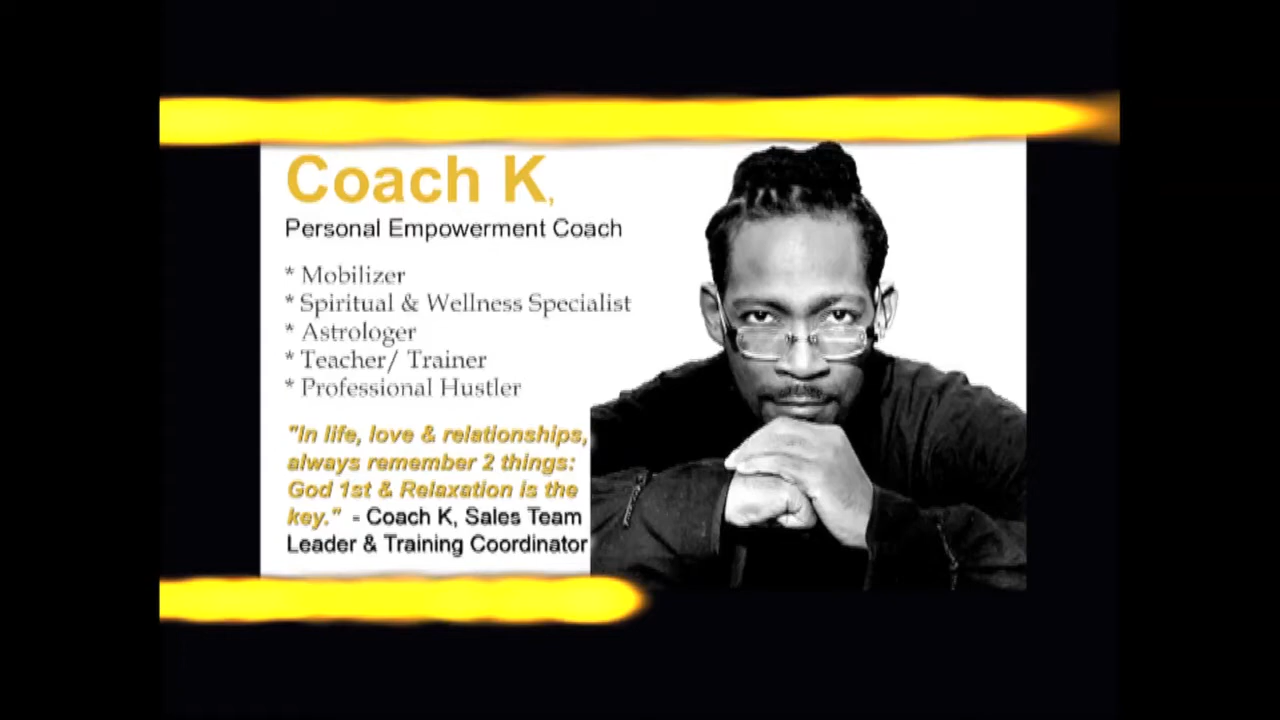 Coach K,
Personal Empowerment Coach
* Mobilizer
* Spiritual & Wellness Specialist
* Astrologer
* Teacher/ Trainer
* Professional Hustler
"In life, love & relationships,
always remember 2 things:
God 1st & Relaxation is the
key." - Coach K, Sales Team
Leader & Training Coordinator